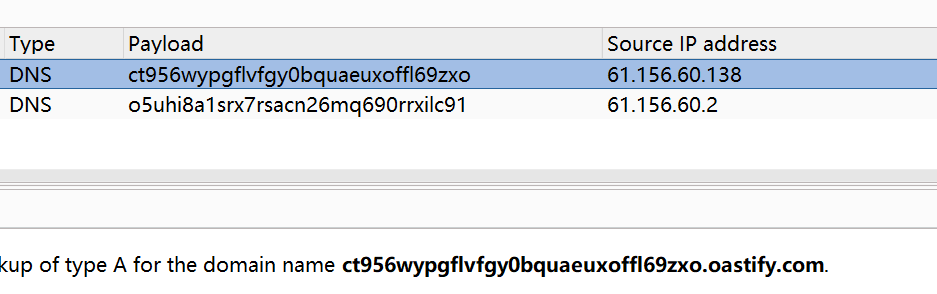 Type Payload Source IP address
DNS ct956wypgflvfgy0bquaeuxoffl69zxo 61.156.60.138
DNS o5uhi8a1srx7rsacn26mq690rrxilc91 61.156.60.2
kup of type A for the domain name ct956wypgflvfgy0bquaeuxoffl69zxo.oastify.com.